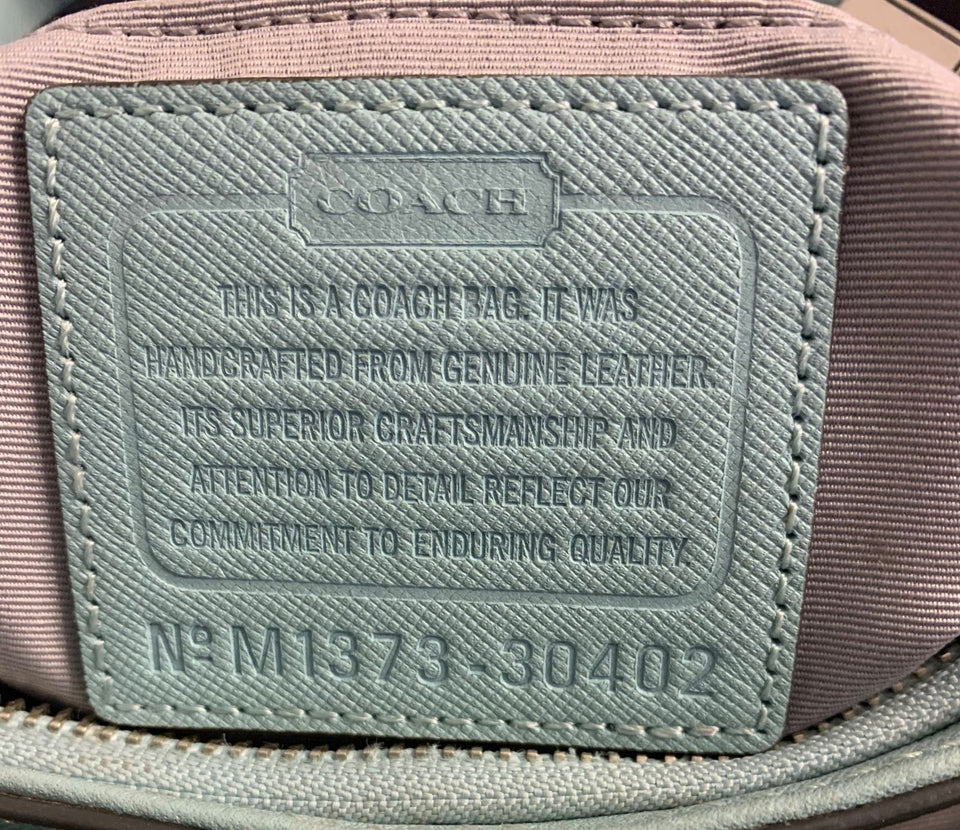 COACH
THIS IS A COACH BAG. IT WAS
HANDCRAFTED FROM GENUINE LEATHER.
ITS SUPERIOR CRAFTSMANSHIP AND
ATTENTION TO DETAIL REFLECT OUR
COMMITMENT TO ENDURING QUALITY.
Nº M1373-30402